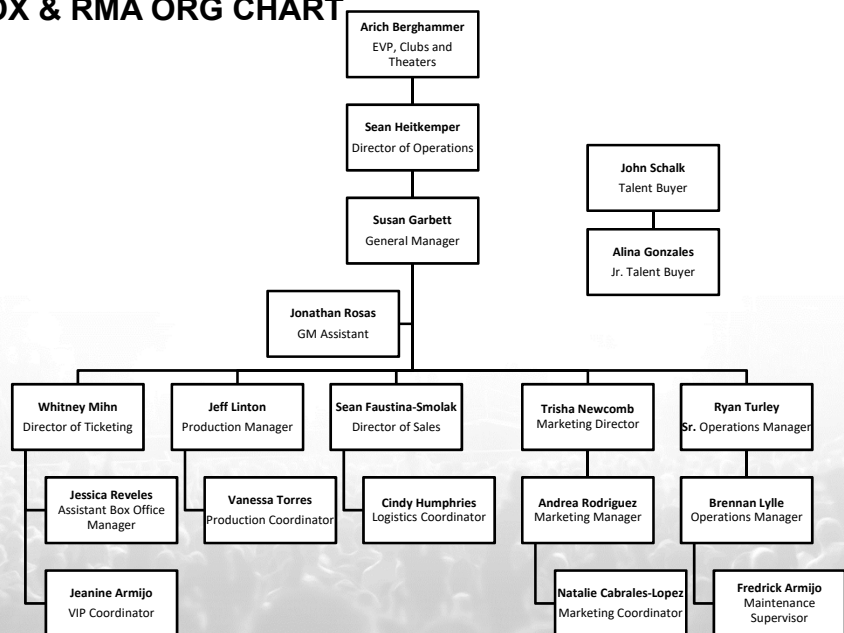 OX & RMA ORG CHART
Arich Berghammer
EVP, Clubs and
Theaters
Sean Heitkemper
Director of Operations
John Schalk
Talent Buyer
Susan Garbett
General Manager
Alina Gonzales
Jr. Talent Buyer
Jonathan Rosas
GM Assistant
Whitney Mihn
Director of Ticketing
Jeff Linton
Production Manager
Sean Faustina-Smolak
Director of Sales
Trisha Newcomb
Marketing Director
Ryan Turley
Sr. Operations Manager
Jessica Reveles
Assistant Box Office
Manager
Vanessa Torres
Production Coordinator
Cindy Humphries
Logistics Coordinator
Andrea Rodriguez
Marketing Manager
Brennan Lylle
Operations Manager
Jeanine Armijo
VIP Coordinator
Natalie Cabrales-Lopez
Marketing Coordinator
Fredrick Armijo
Maintenance
Supervisor